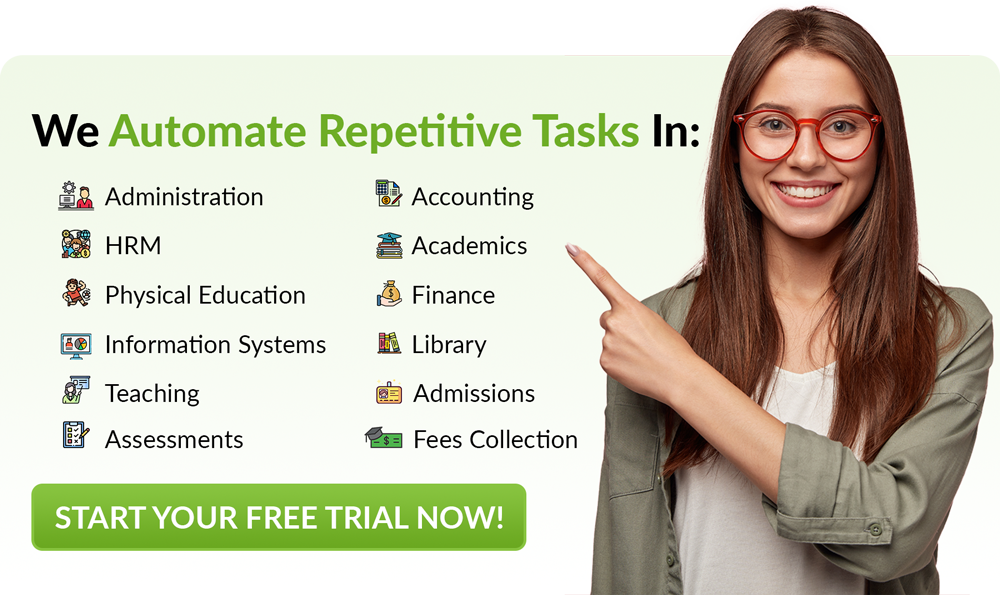 We Automate Repetitive Tasks In:
Administration
HRM
Physical Education
Information Systems
Teaching
Assessments
Accounting
Academics
Finance
Library
Admissions
Fees Collection
START YOUR FREE TRIAL NOW!